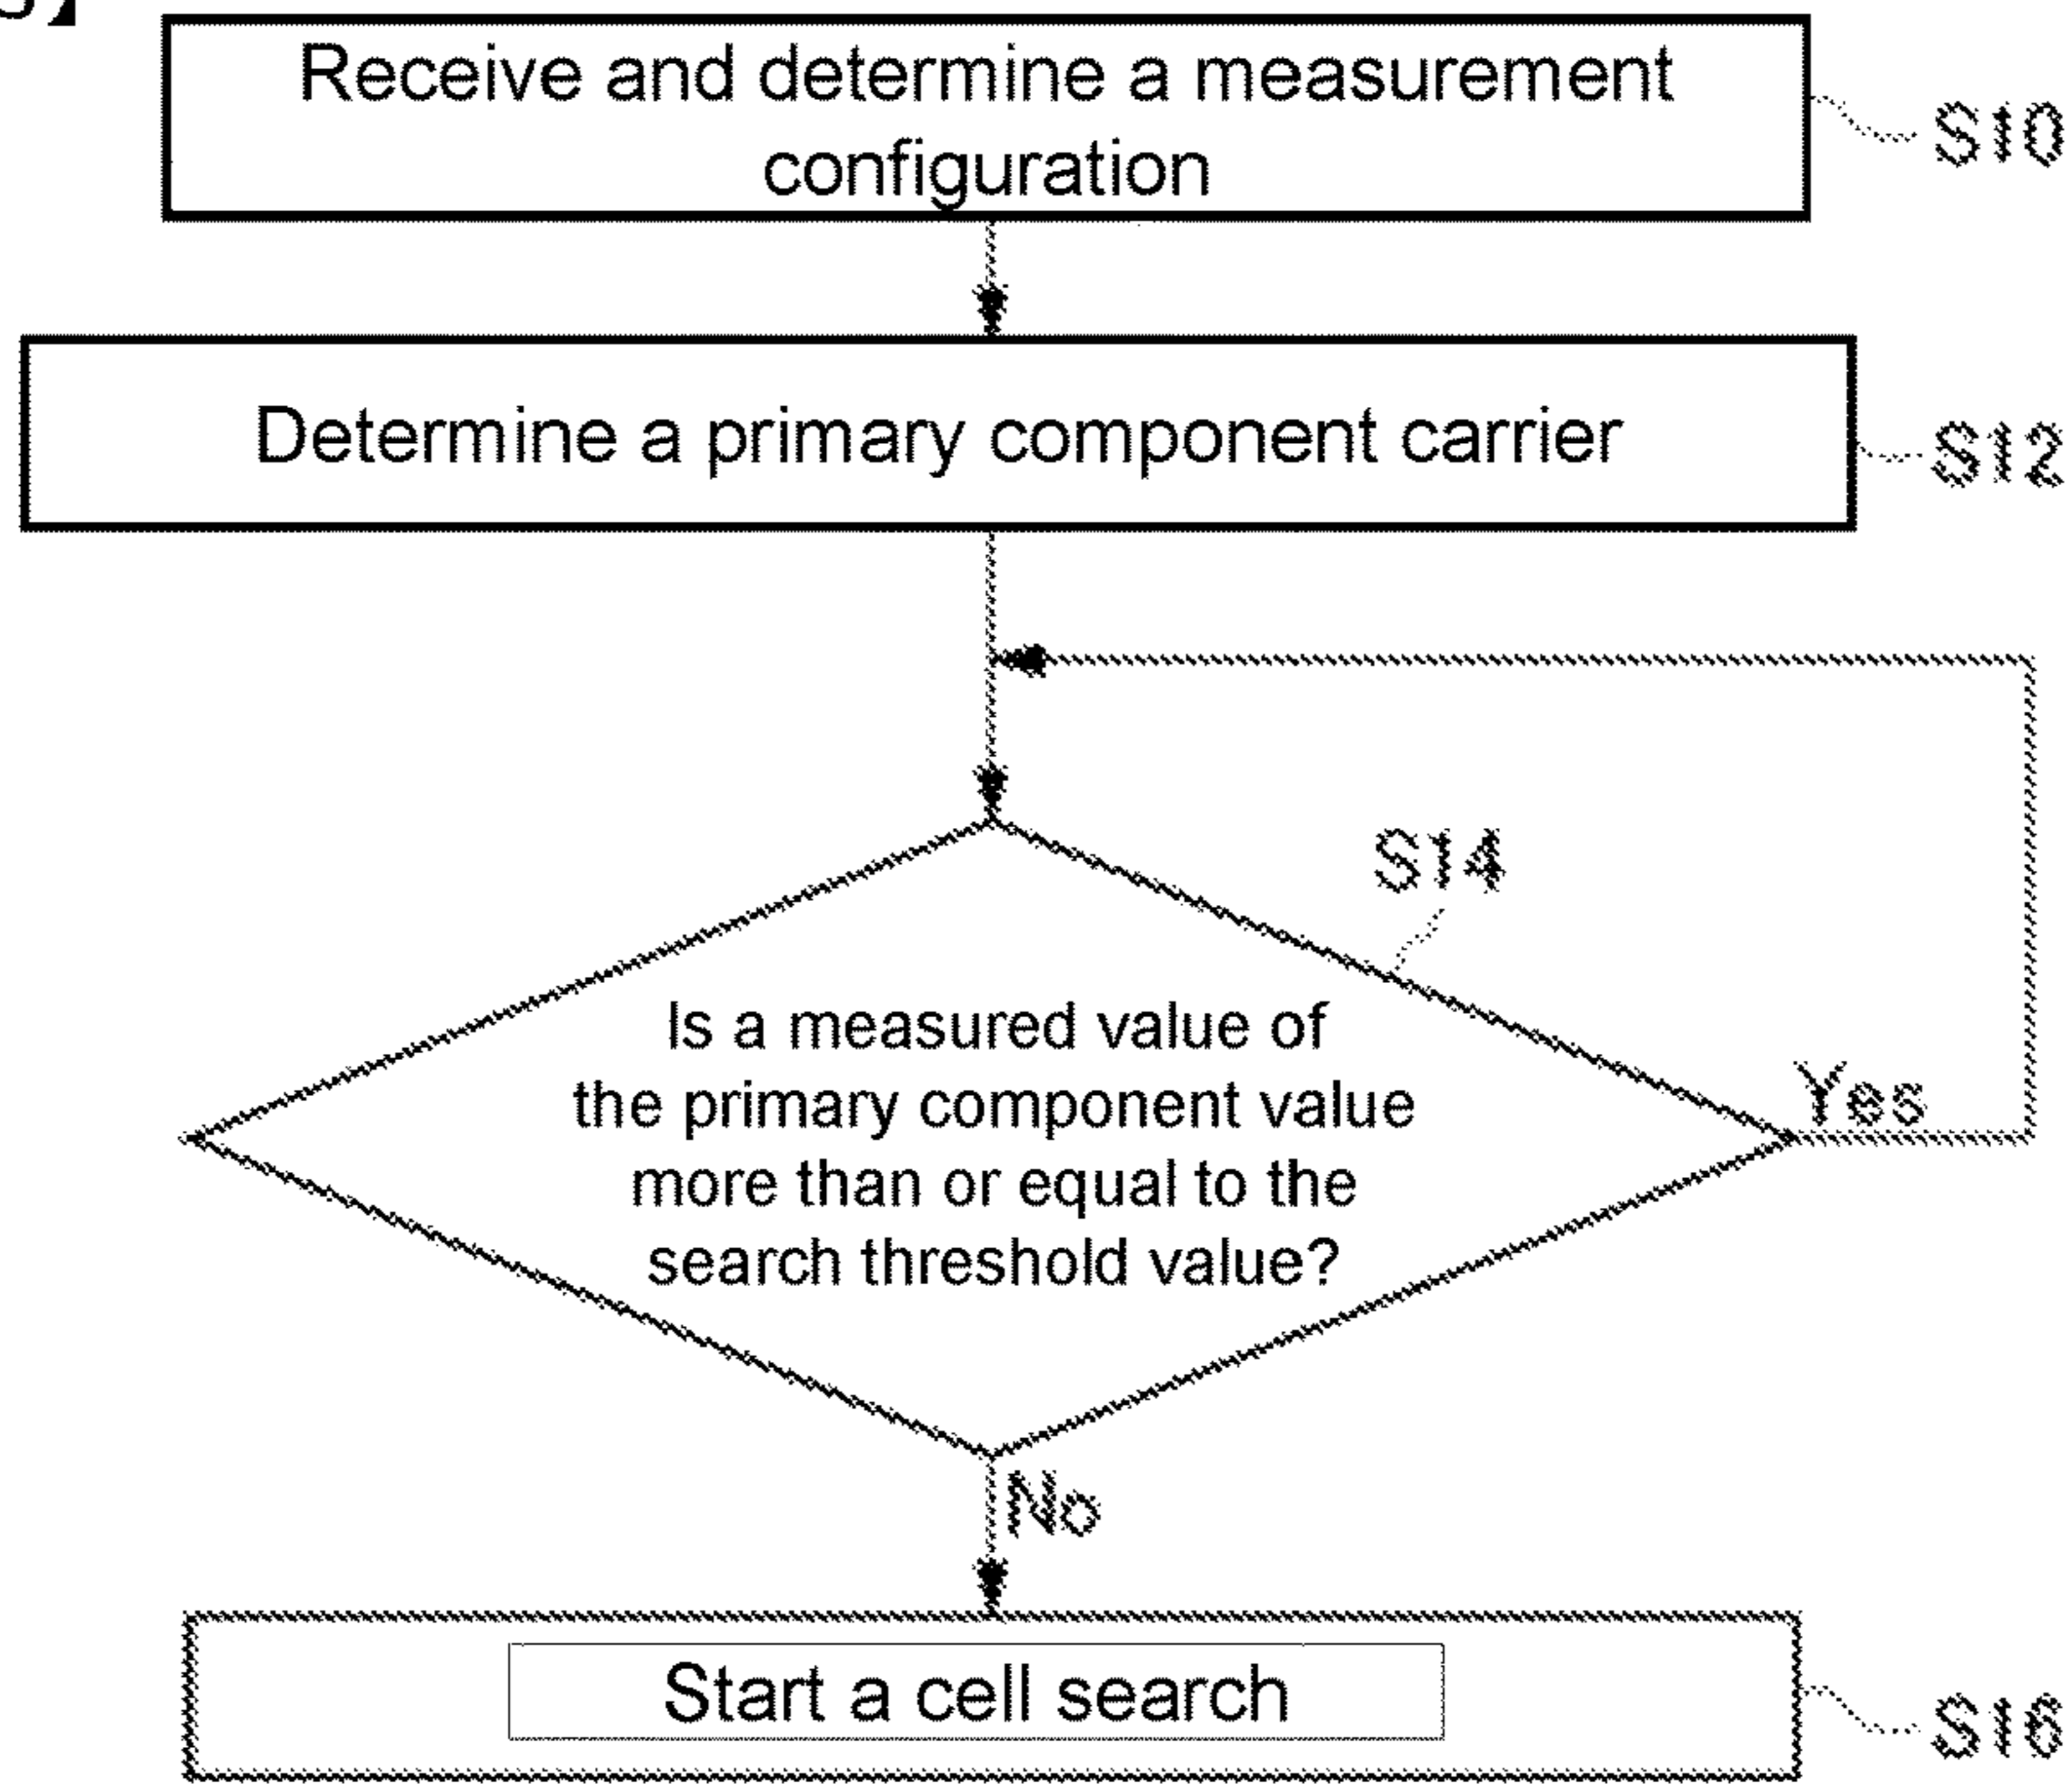 Receive and determine a measurement
configuration
S10
Determine a primary component carrier
S12
S14
Is a measured value of
the primary component value
more than or equal to the
search threshold value?
Yes
No
Start a cell search
S16